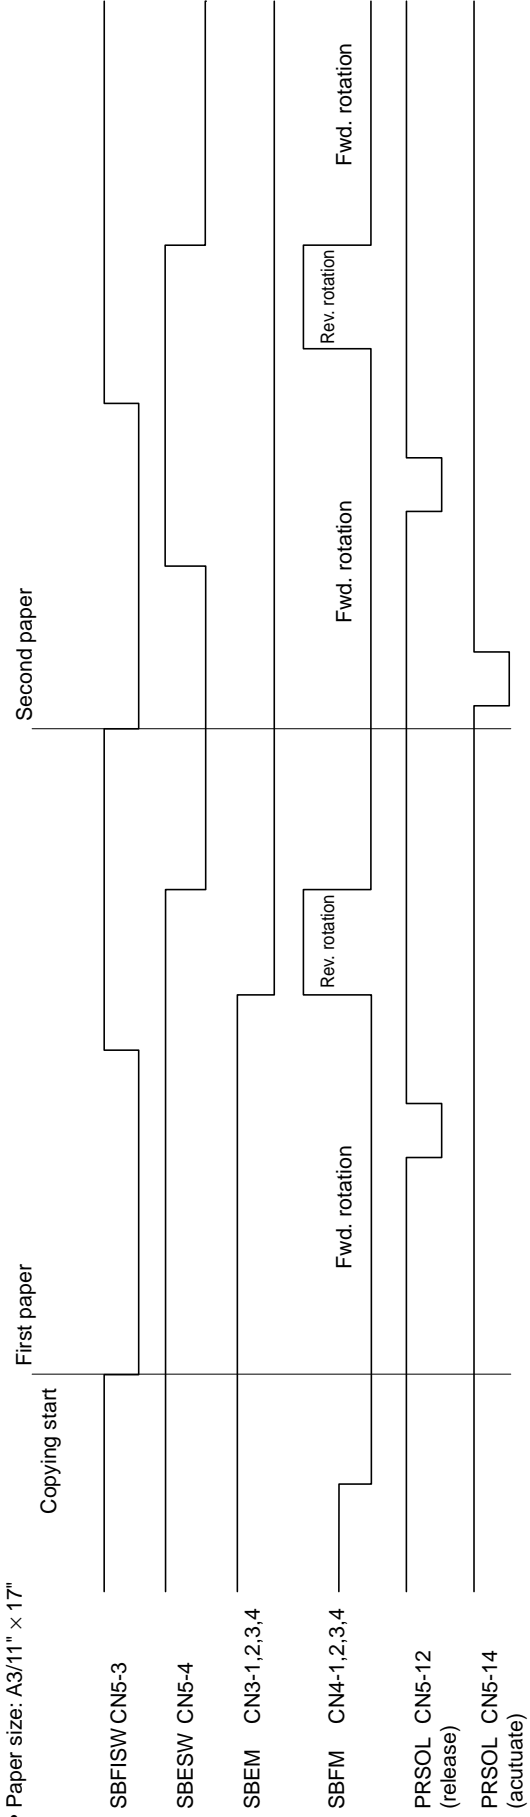 • Paper size: A3/11" × 17"
Copying start
First paper
Second paper
SBFISW CN5-3
SBESW CN5-4
SBEM CN3-1,2,3,4
SBFM CN4-1,2,3,4
Fwd. rotation
Rev. rotation
Fwd. rotation
Rev. rotation
Fwd. rotation
PRSOL CN5-12
(release)
PRSOL CN5-14
(acutuate)